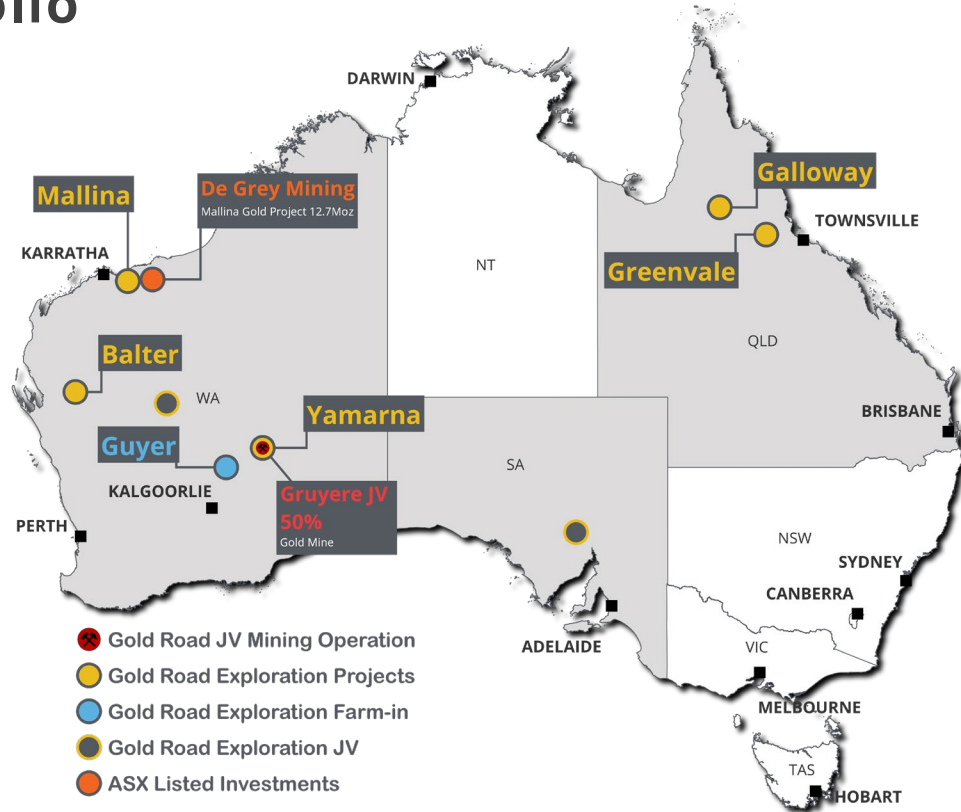 DARWIN
Mallina
De Grey Mining
Mallina Gold Project 12.7Moz
Galloway
KARRATHA
TOWNSVILLE
NT
Greenvale
QLD
Balter
WA
Yamarna
BRISBANE
Guyer
SA
KALGOORLIE
Gruyere JV
50%
Gold Mine
PERTH
NSW
SYDNEY
CANBERRA
ADELAIDE
VIC
MELBOURNE
TAS
HOBART
Gold Road JV Mining Operation
Gold Road Exploration Projects
Gold Road Exploration Farm-in
Gold Road Exploration JV
ASX Listed Investments